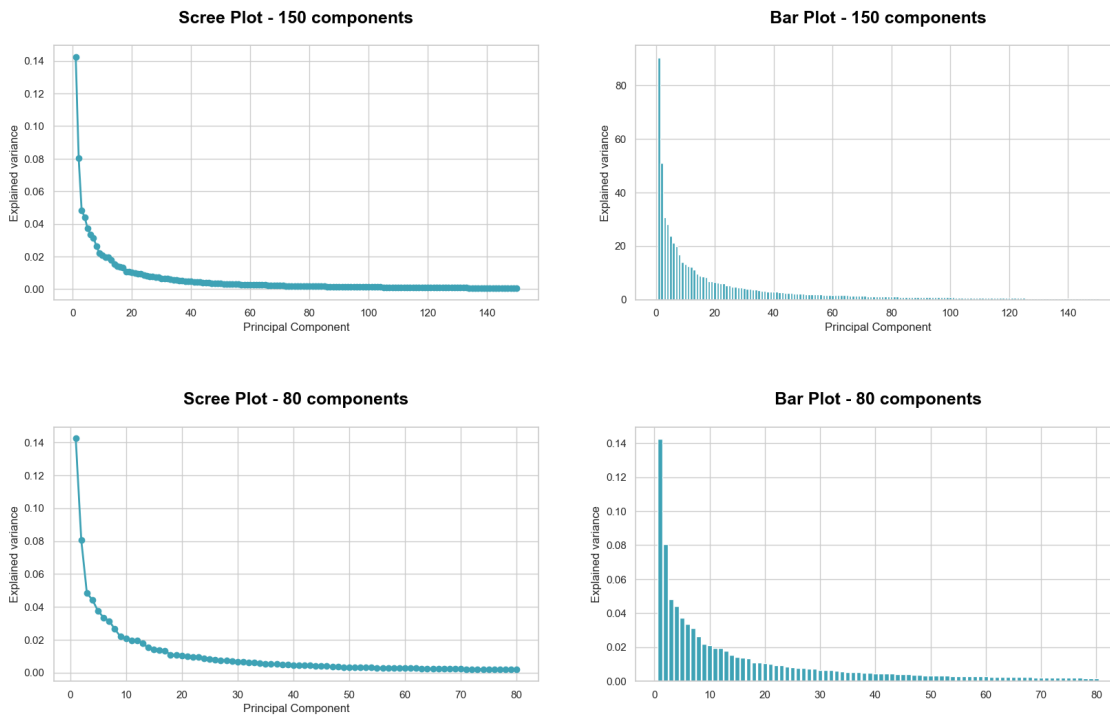 Scree Plot - 150 components
0.14
0.12
0.10
0.08
0.06
0.04
0.02
0.00
Explained variance
0 20 40 60 80 100 120 140
Principal Component
Bar Plot - 150 components
80
60
40
20
0
Explained variance
0 20 40 60 80 100 120 140
Principal Component
Scree Plot - 80 components
0.14
0.12
0.10
0.08
0.06
0.04
0.02
0.00
Explained variance
0 10 20 30 40 50 60 70 80
Principal Component
Bar Plot - 80 components
0.14
0.12
0.10
0.08
0.06
0.04
0.02
0.00
Explained variance
0 10 20 30 40 50 60 70 80